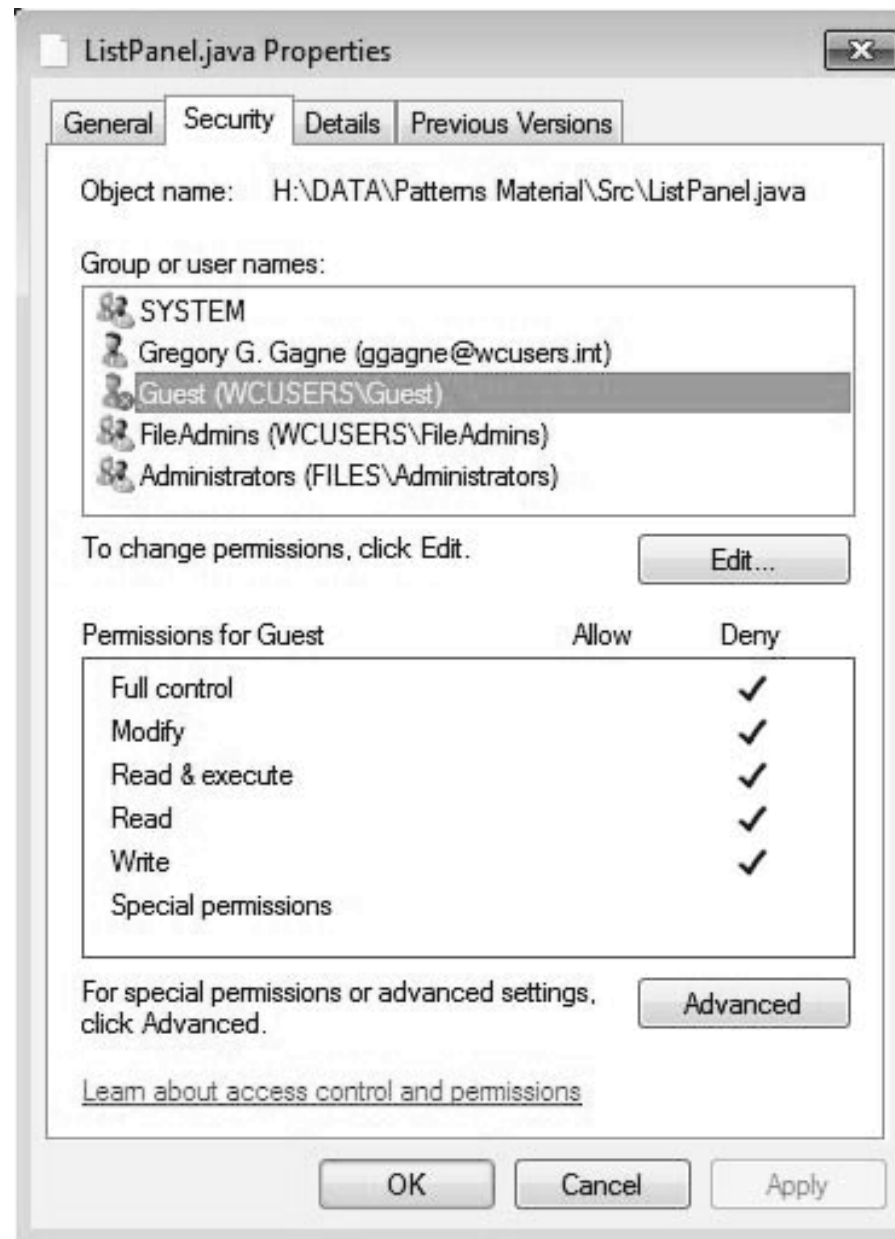 ListPanel.java Properties
General Security Details Previous Versions
Object name: H:\DATA\Patterns Material\Src\ListPanel.java
Group or user names:
SYSTEM
Gregory G. Gagne (ggagne@wcusers.int)
Guest (WCUSERS\Guest)
FileAdmins (WCUSERS\FileAdmins)
Administrators (FILES\Administrators)
To change permissions, click Edit.
Edit...
Permissions for Guest Allow Deny
Full control
Modify
Read & execute
Read
Write
Special permissions
For special permissions or advanced settings,
click Advanced.
Advanced
Learn about access control and permissions
OK Cancel Apply